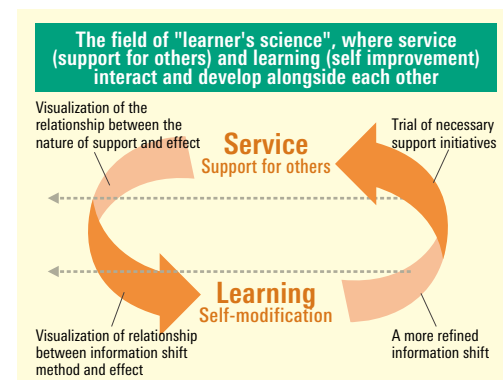 The field of "learner's science", where service
(support for others) and learning (self improvement)
interact and develop alongside each other
Visualization of the
relationship between the
nature of support and effect
Service
Support for others
Trial of necessary
support initiatives
Learning
Self-modification
Visualization of relationship
between information shift
method and effect
A more refined
information shift